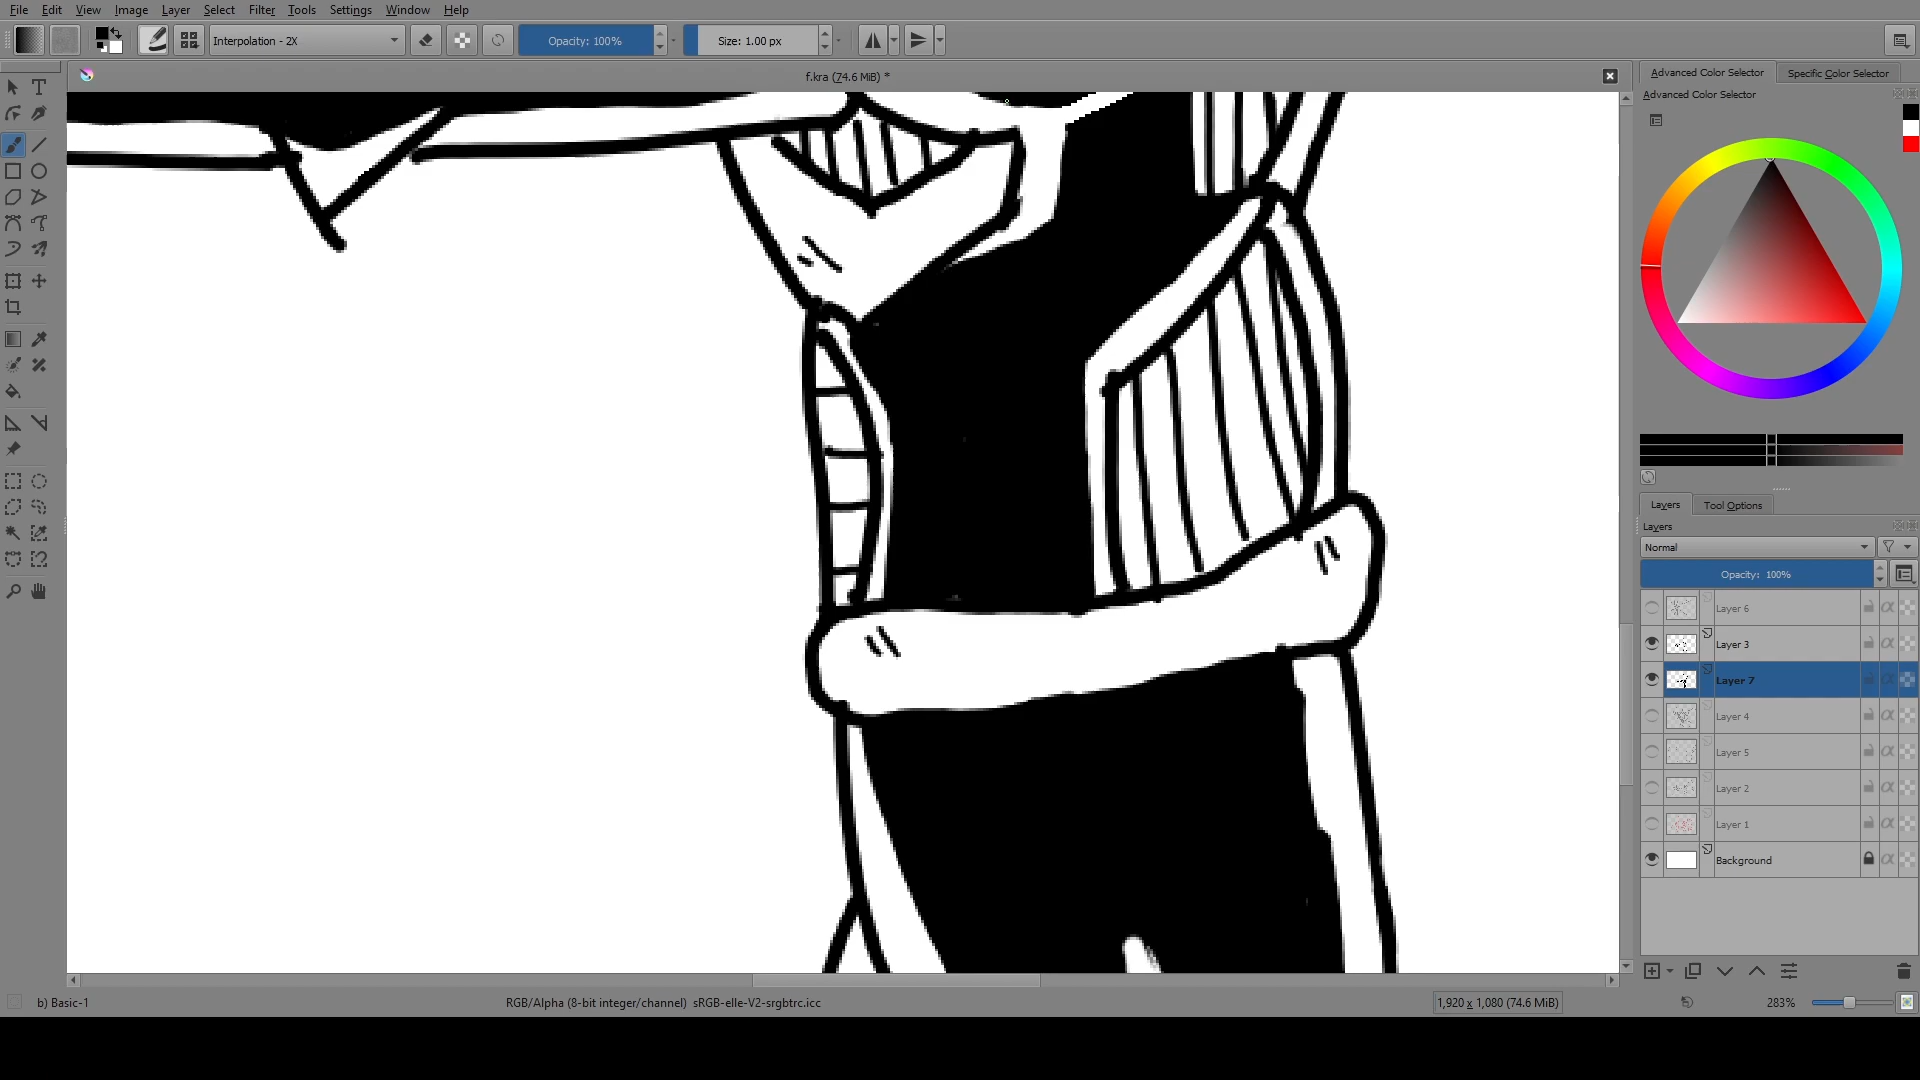 File Edit View Image Layer Select Filter Tools Settings Window Help
Interpolation - 2X
Opacity: 100%
Size: 1.00 px
f.kra (74.6 MiB) *
Advanced Color Selector
Specific Color Selector
Advanced Color Selector
Layers
Tool Options
Layers
Normal
Opacity: 100%
Layer 6
Layer 3
Layer 7
Layer 4
Layer 5
Layer 2
Layer 1
Background
b) Basic-1
RGB/Alpha (8-bit integer/channel) sRGB-elle-V2-srgbtrc.icc
1,920 x 1,080 (74.6 MiB)
283%